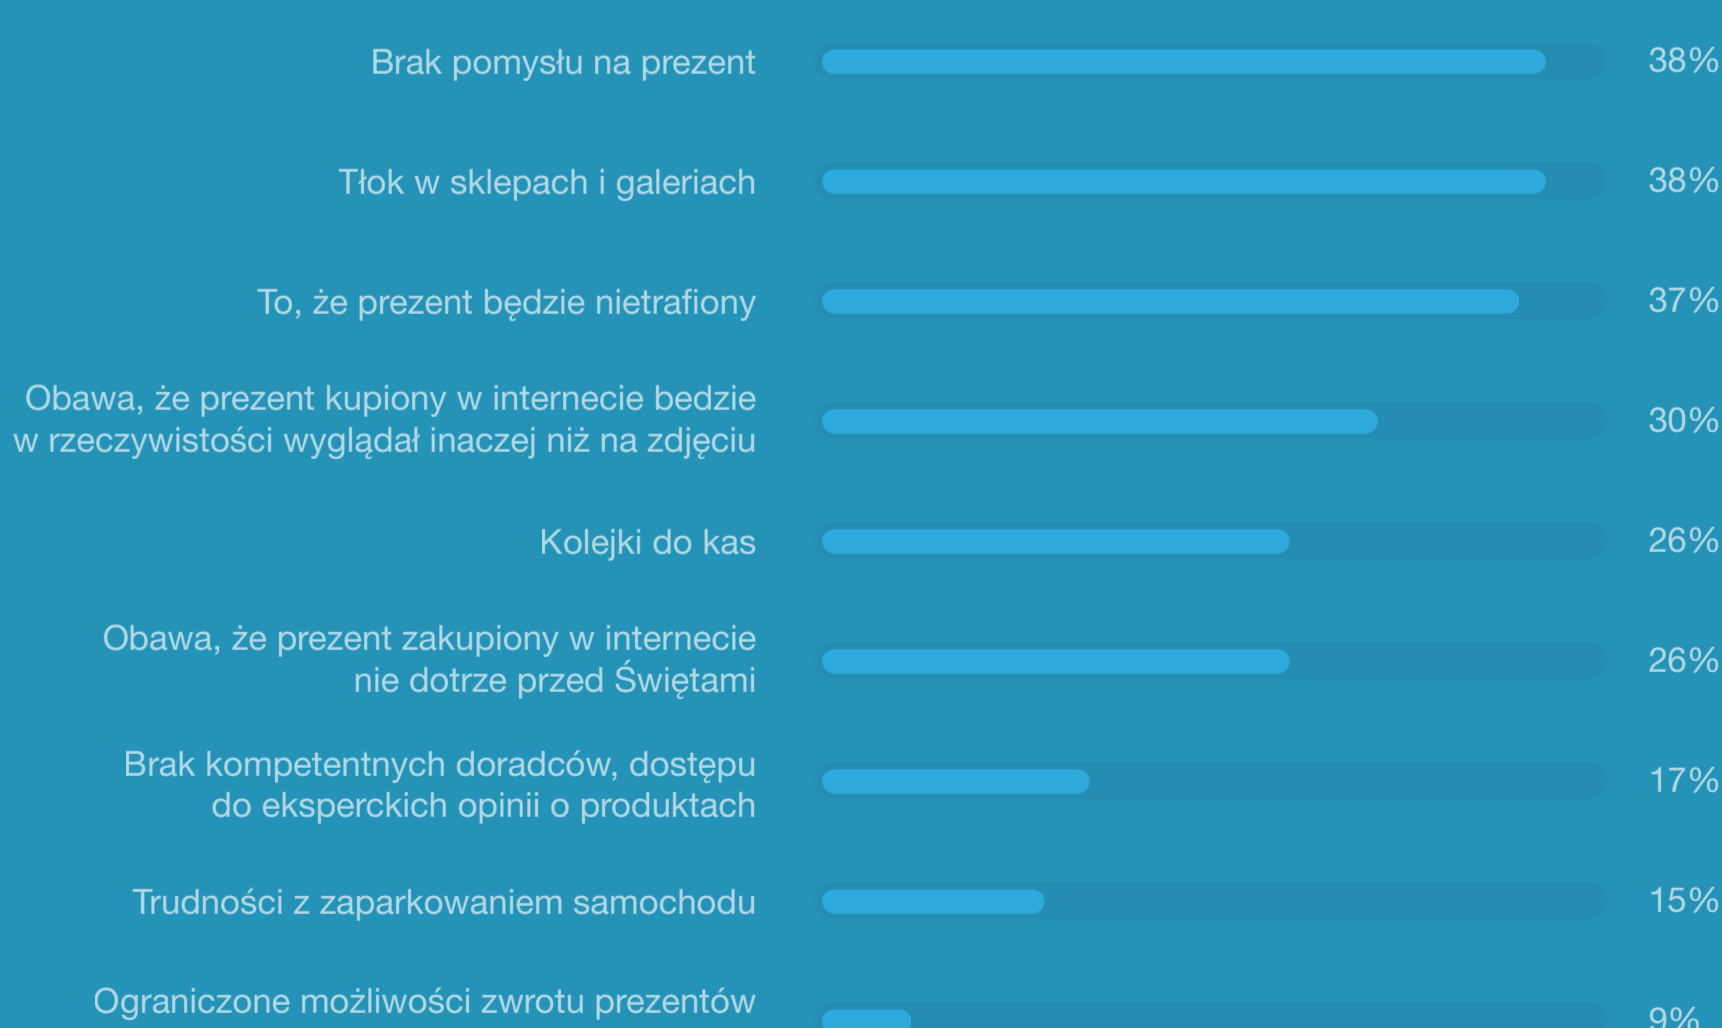 Brak pomysłu na prezent 38%
Tłok w sklepach i galeriach 38%
To, że prezent będzie nietrafiony 37%
Obawa, że prezent kupiony w internecie bedzie
w rzeczywistości wyglądał inaczej niż na zdjęciu 30%
Kolejki do kas 26%
Obawa, że prezent zakupiony w internecie
nie dotrze przed Świętami 26%
Brak kompetentnych doradców, dostępu
do eksperckich opinii o produktach 17%
Trudności z zaparkowaniem samochodu 15%
Ograniczone możliwości zwrotu prezentów 9%